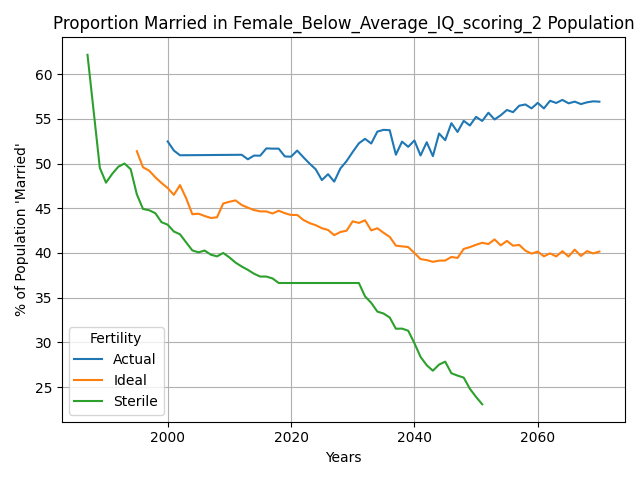 Proportion Married in Female_Below_Average_IQ_scoring_2 Population
% of Population 'Married'
60
55
50
45
40
35
30
25
Fertility
Actual
Ideal
Sterile
2000
2020
2040
2060
Years